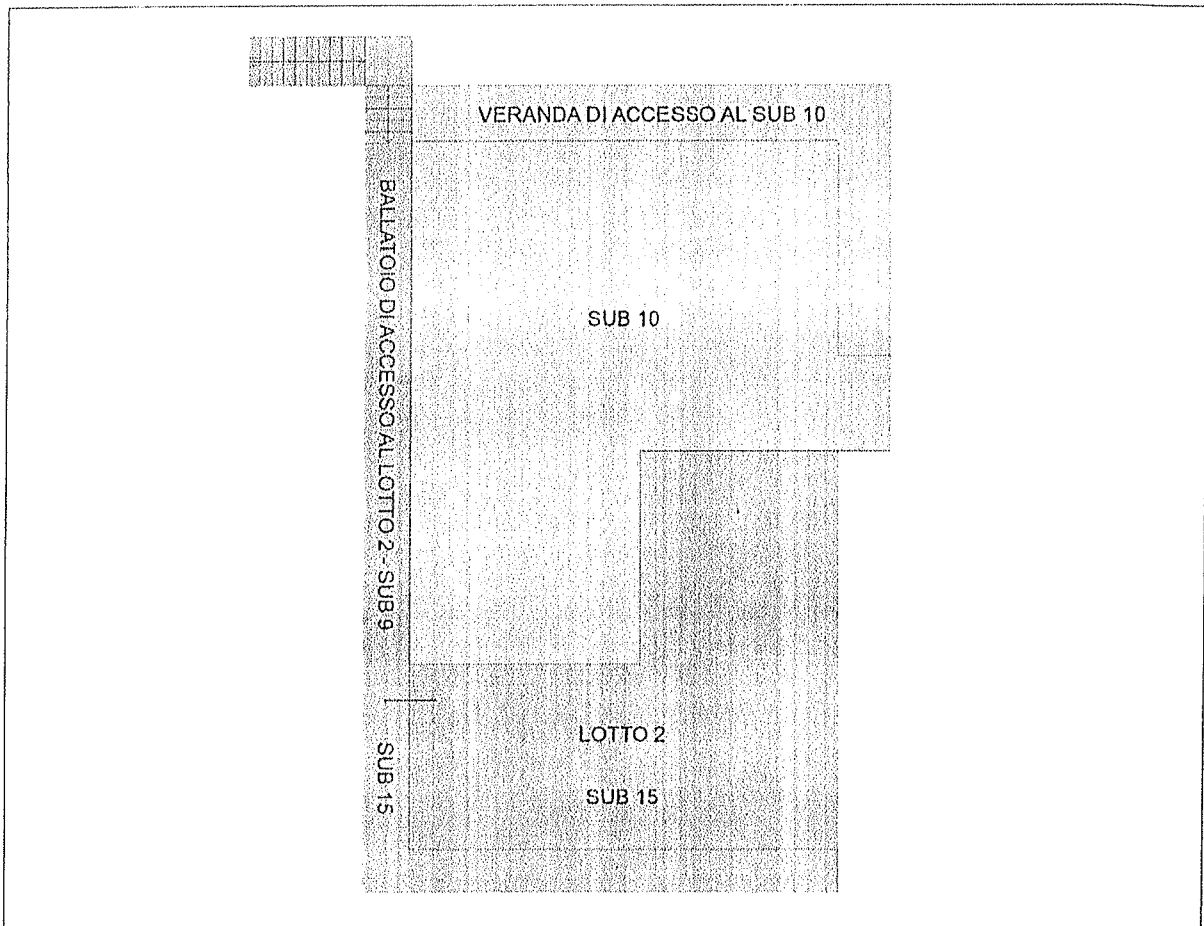 VERANDA DI ACCESSO AL SUB 10
BALLATOIO DI ACCESSO AL LOTTO 2 - SUB 9
SUB 10
LOTTO 2
SUB 15
SUB 15